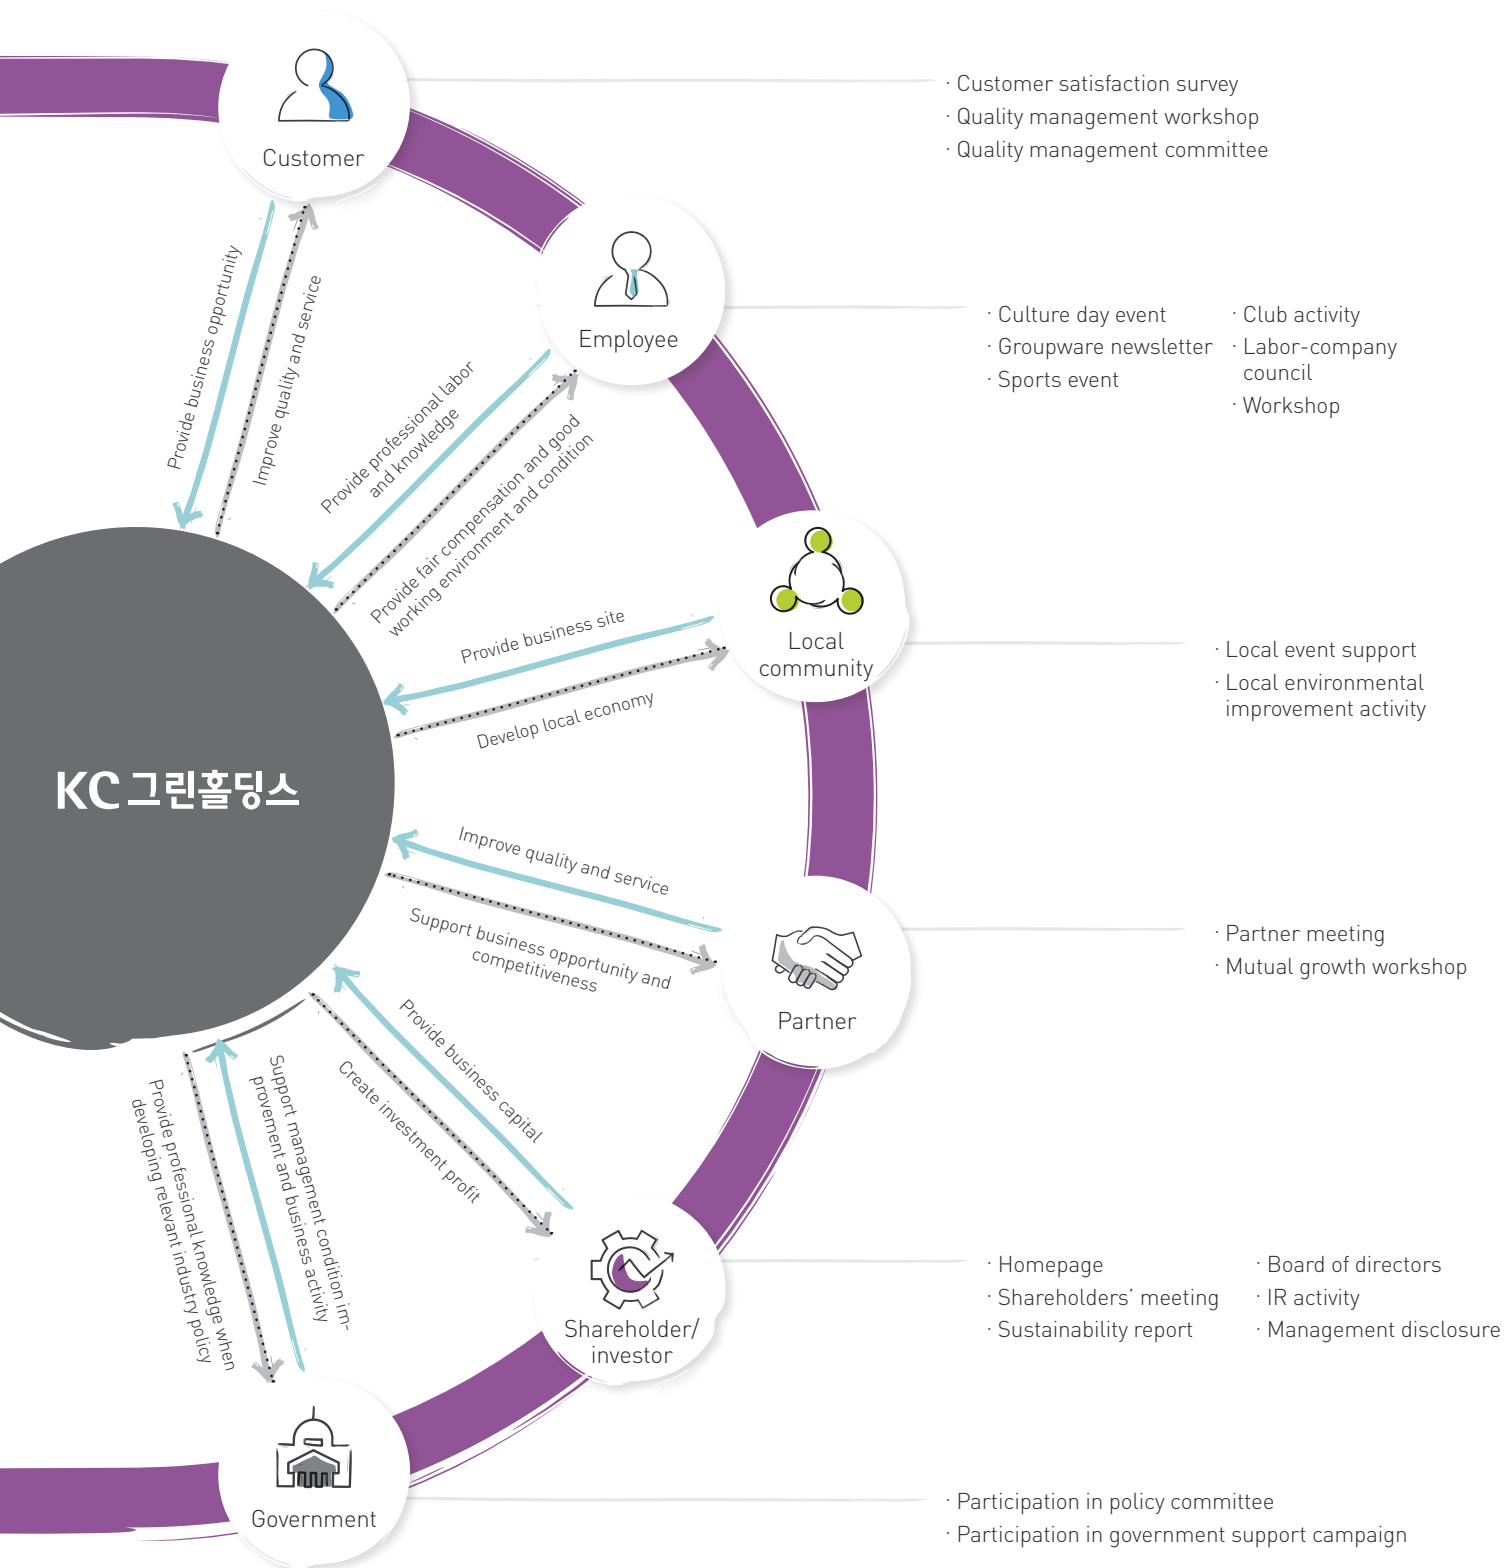 Customer
· Customer satisfaction survey
· Quality management workshop
· Quality management committee
Provide business opportunity
Improve quality and service
Employee
· Culture day event
· Groupware newsletter
· Sports event
· Club activity
· Labor-company
council
· Workshop
Provide professional labor
and knowledge
Provide fair compensation and good
working environment and condition
Local
community
· Local event support
· Local environmental
improvement activity
Provide business site
Develop local economy
KC그린홀딩스
Improve quality and service
Support business opportunity and
competitiveness
Partner
· Partner meeting
· Mutual growth workshop
Provide business capital
Create investment profit
Shareholder/
investor
· Homepage
· Shareholders’ meeting
· Sustainability report
· Board of directors
· IR activity
· Management disclosure
Support management condition im-
provement and business activity
Provide professional knowledge when
developing relevant industry policy
Government
· Participation in policy committee
· Participation in government support campaign